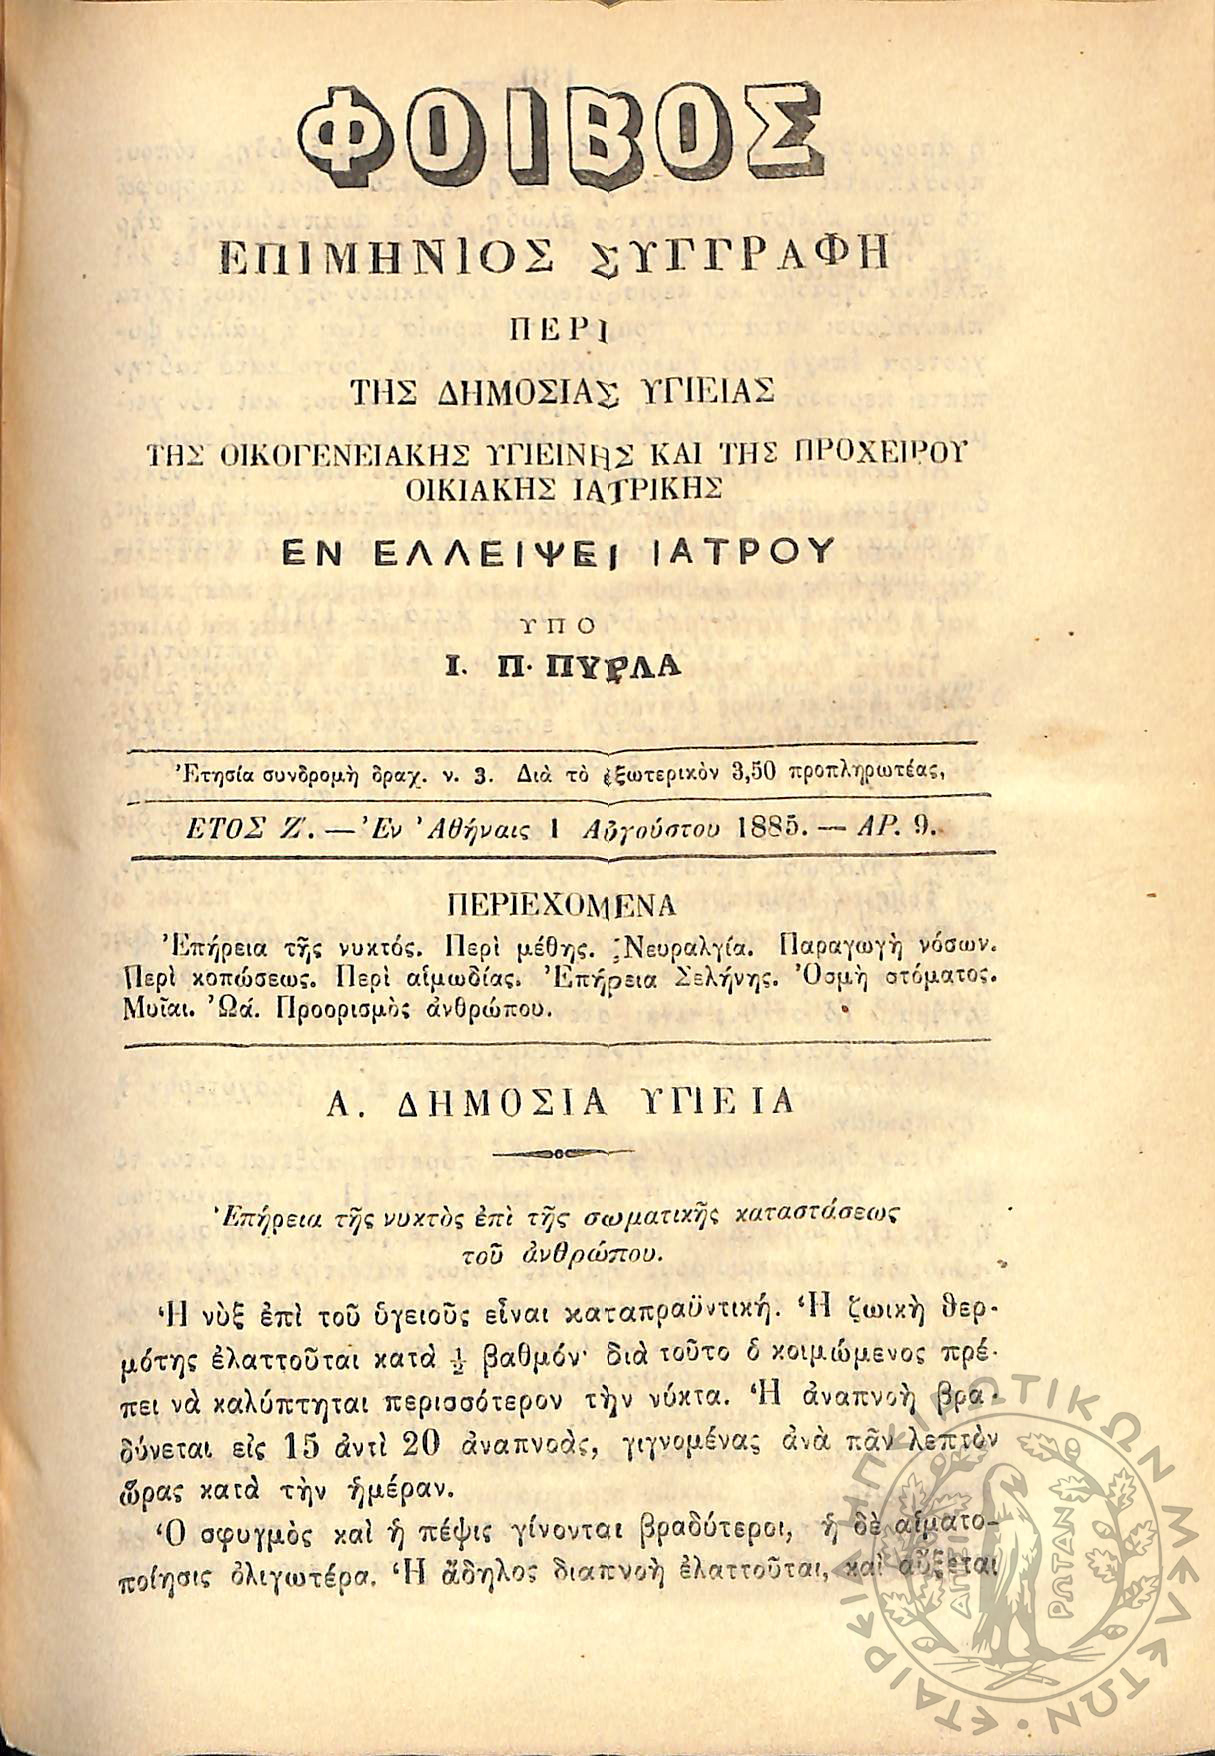 ΦΟΙΒΟΣ
ΕΠΙΜΗΝΙΟΣ ΣΥΓΓΡΑΦΗ
ΠΕΡΙ
ΤΗΣ ΔΗΜΟΣΙΑΣ ΥΓΙΕΙΑΣ
ΤΗΣ ΟΙΚΟΓΕΝΕΙΑΚΗΣ ΥΓΙΕΙΝΗΣ ΚΑΙ ΤΗΣ ΠΡΟΧΕΙΡΟΥ
ΟΙΚΙΑΚΗΣ ΙΑΤΡΙΚΗΣ
ΕΝ ΕΛΛΕΙΨΕΙ ΙΑΤΡΟΥ
ΥΠΟ
Ι. Π. ΠΥΡΛΑ
Ἐτησία συνδρομὴ δραχ. ν. 3. Διὰ τὸ ἐξωτερικὸν 3,50 προπληρωτέας,
ΕΤΟΣ Ζ΄. — Ἐν Ἀθήναις 1 Αὐγούστου 1885. — ΑΡ. 9.
ΠΕΡΙΕΧΟΜΕΝΑ
Ἐπήρεια τῆς νυκτός. Περὶ μέθης. Νευραλγία. Παραγωγὴ νόσων.
Περὶ κοπώσεως. Περὶ αἱμωδίας. Ἐπήρεια Σελήνης. Ὀσμὴ στόματος.
Μυῖαι. Ὠά. Προορισμὸς ἀνθρώπου.
Α. ΔΗΜΟΣΙΑ ΥΓΙΕΙΑ
Ἐπήρεια τῆς νυκτὸς ἐπὶ τῆς σωματικῆς καταστάσεως
τοῦ ἀνθρώπου.
Ἡ νὺξ ἐπὶ τοῦ ὑγειοῦς εἶναι καταπραϋντική. Ἡ ζωικὴ θερ-
μότης ἐλαττοῦται κατὰ ½ βαθμόν· διὰ τοῦτο ὁ κοιμώμενος πρέ-
πει νὰ καλύπτηται περισσότερον τὴν νύκτα. Ἡ ἀναπνοὴ βρα-
δύνεται εἰς 15 ἀντὶ 20 ἀναπνοὰς, γιγνομένας ἀνὰ πᾶν λεπτὸν
ὥρας κατὰ τὴν ἡμέραν.
Ὁ σφυγμὸς καὶ ἡ πέψις γίνονται βραδύτεροι, ἡ δὲ αἱματο-
ποίησις ὀλιγωτέρα. Ἡ ἄδηλος διαπνοὴ ἐλαττοῦται, καὶ αὔξεται
ΕΤΑΙΡΕΙΑ ΗΠΕΙΡΩΤΙΚΩΝ ΜΕΛΕΤΩΝ
ΑΠΕΙ
ΡΩΤΑΝ